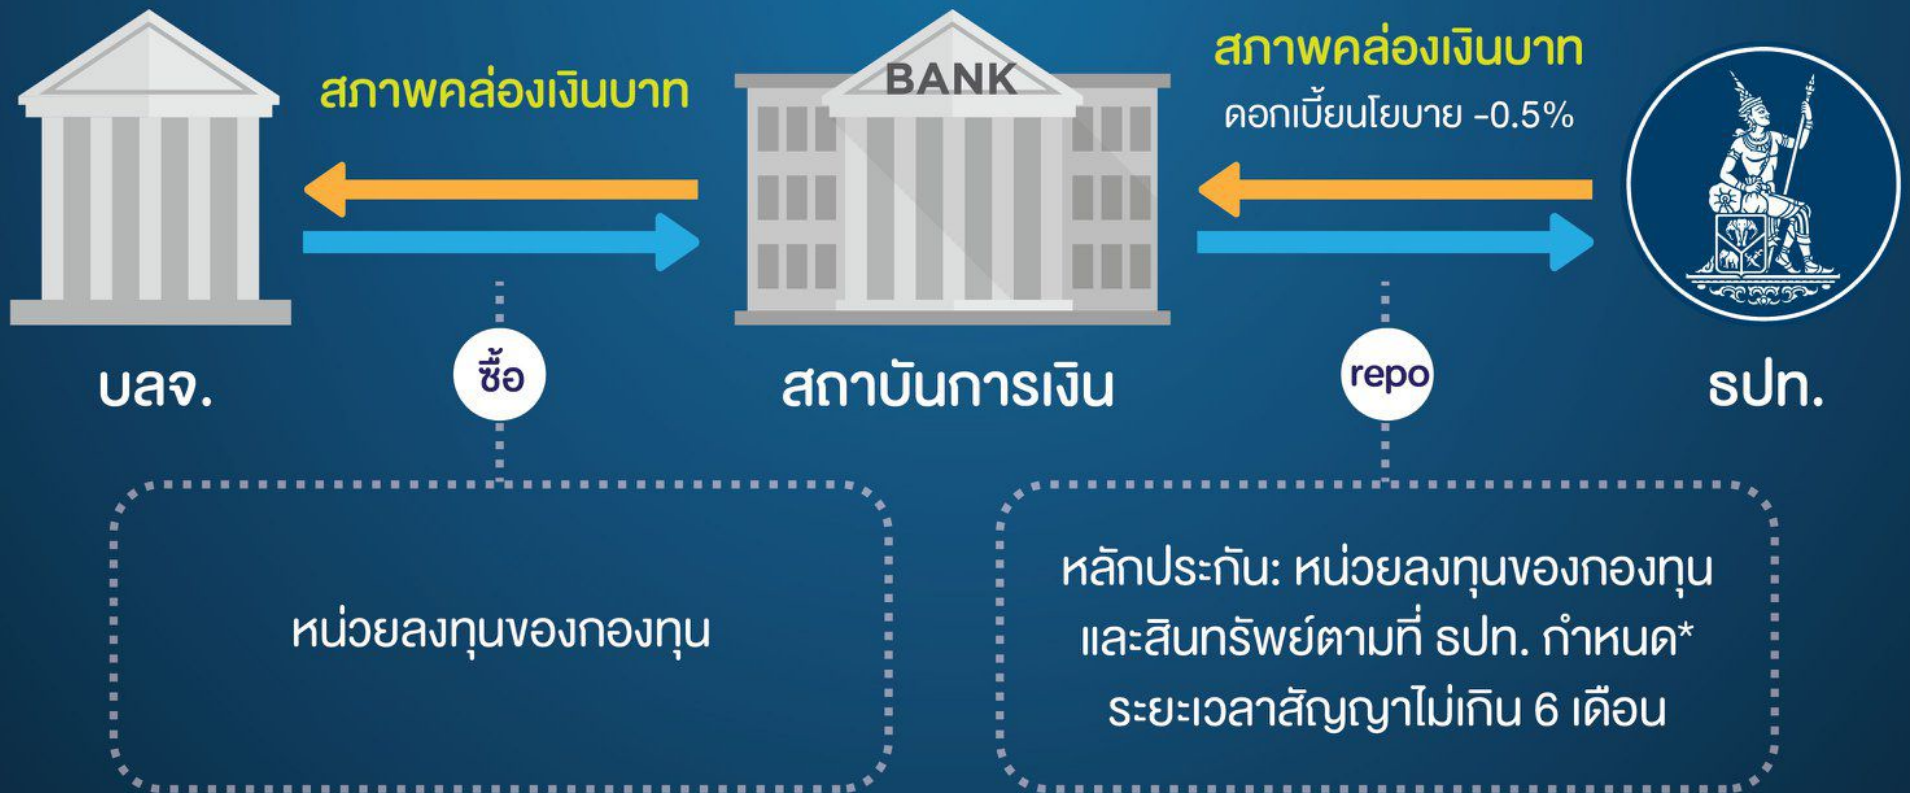 สภาพคล่องเงินบาท
BANK
สภาพคล่องเงินบาท
ดอกเบี้ยนโยบาย -0.5%
บลจ.
ซื้อ
สถาบันการเงิน
repo
ธปท.
หน่วยลงทุนของกองทุน
หลักประกัน: หน่วยลงทุนของกองทุน
และสินทรัพย์ตามที่ ธปท. กำหนด*
ระยะเวลาสัญญาไม่เกิน 6 เดือน